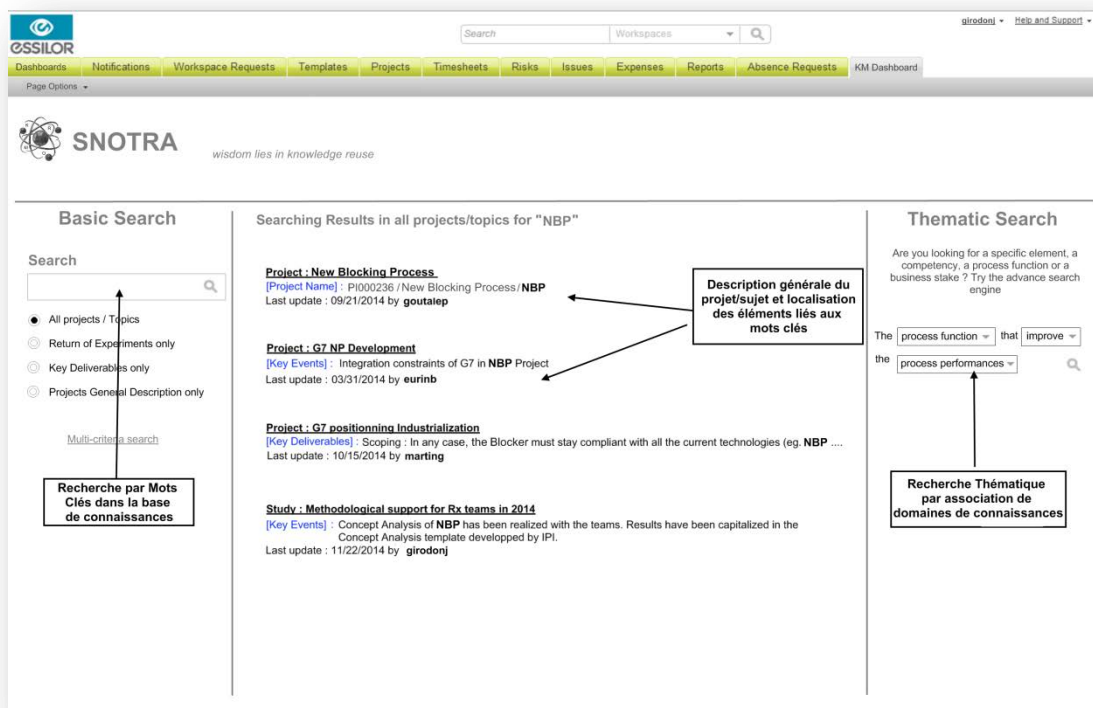 essilor
Search Workspaces
girodonj Help and Support
Dashboards Notifications Workspace Requests Templates Projects Timesheets Risks Issues Expenses Reports Absence Requests KM Dashboard
Page Options
SNOTRA
wisdom lies in knowledge reuse
Basic Search
Search
All projects / Topics
Return of Experiments only
Key Deliverables only
Projects General Description only
Multi-criteria search
Recherche par Mots
Clés dans la base
de connaissances
Searching Results in all projects/topics for "NBP"
Project : New Blocking Process
[Project Name] : PI000236 / New Blocking Process / NBP
Last update : 09/21/2014 by goutaiep
Project : G7 NP Development
[Key Events] : Integration constraints of G7 in NBP Project
Last update : 03/31/2014 by eurinb
Project : G7 positionning Industrialization
[Key Deliverables] : Scoping : In any case, the Blocker must stay compliant with all the current technologies (eg. NBP ....
Last update : 10/15/2014 by marting
Study : Methodological support for Rx teams in 2014
[Key Events] : Concept Analysis of NBP has been realized with the teams. Results have been capitalized in the
Concept Analysis template developped by IPI.
Last update : 11/22/2014 by girodonj
Description générale du
projet/sujet et localisation
des éléments liés aux
mots clés
Thematic Search
Are you looking for a specific element, a
competency, a process function or a
business stake ? Try the advance search
engine
The process function that improve
the process performances
Recherche Thématique
par association de
domaines de connaissances